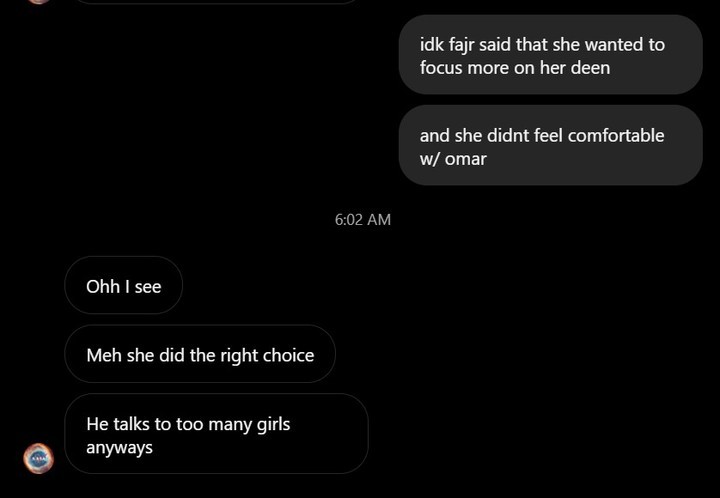 idk fajr said that she wanted to
focus more on her deen
and she didnt feel comfortable
w/ omar
6:02 AM
Ohh I see
Meh she did the right choice
He talks to too many girls
anyways